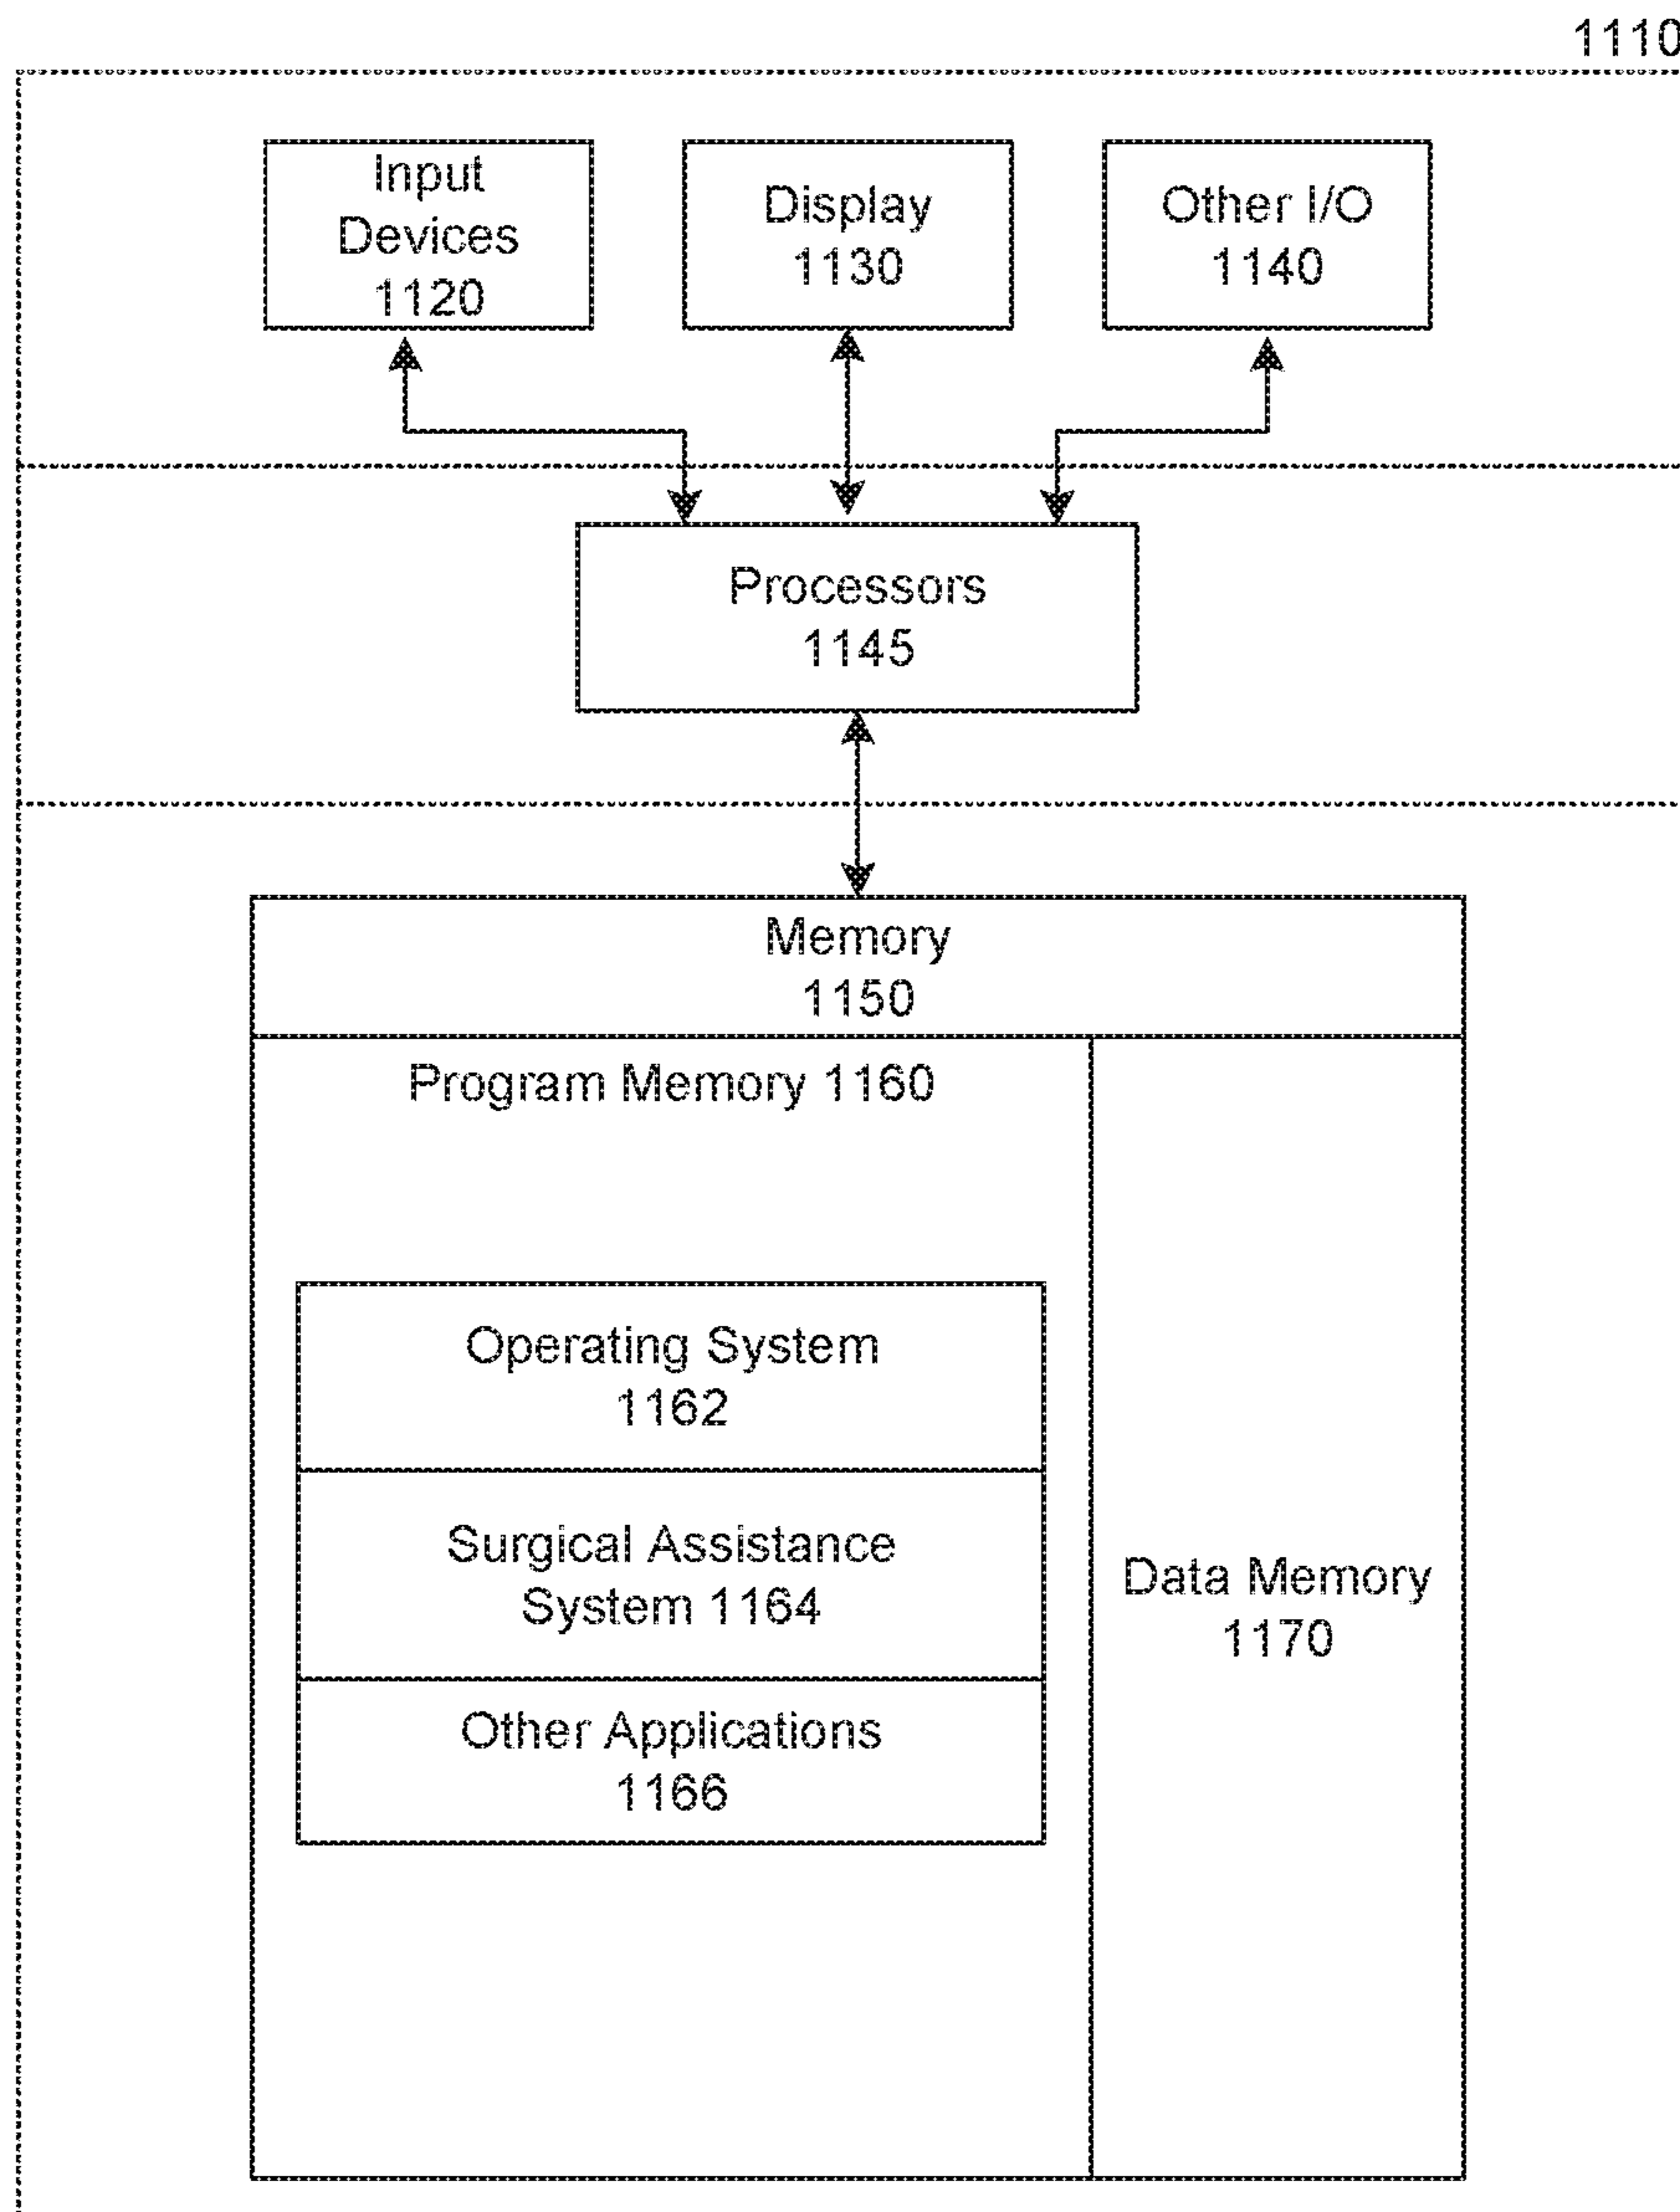 1110
Input
Devices
1120
Display
1130
Other I/O
1140
Processors
1145
Memory
1150
Program Memory 1160
Operating System
1162
Surgical Assistance
System 1164
Other Applications
1166
Data Memory
1170